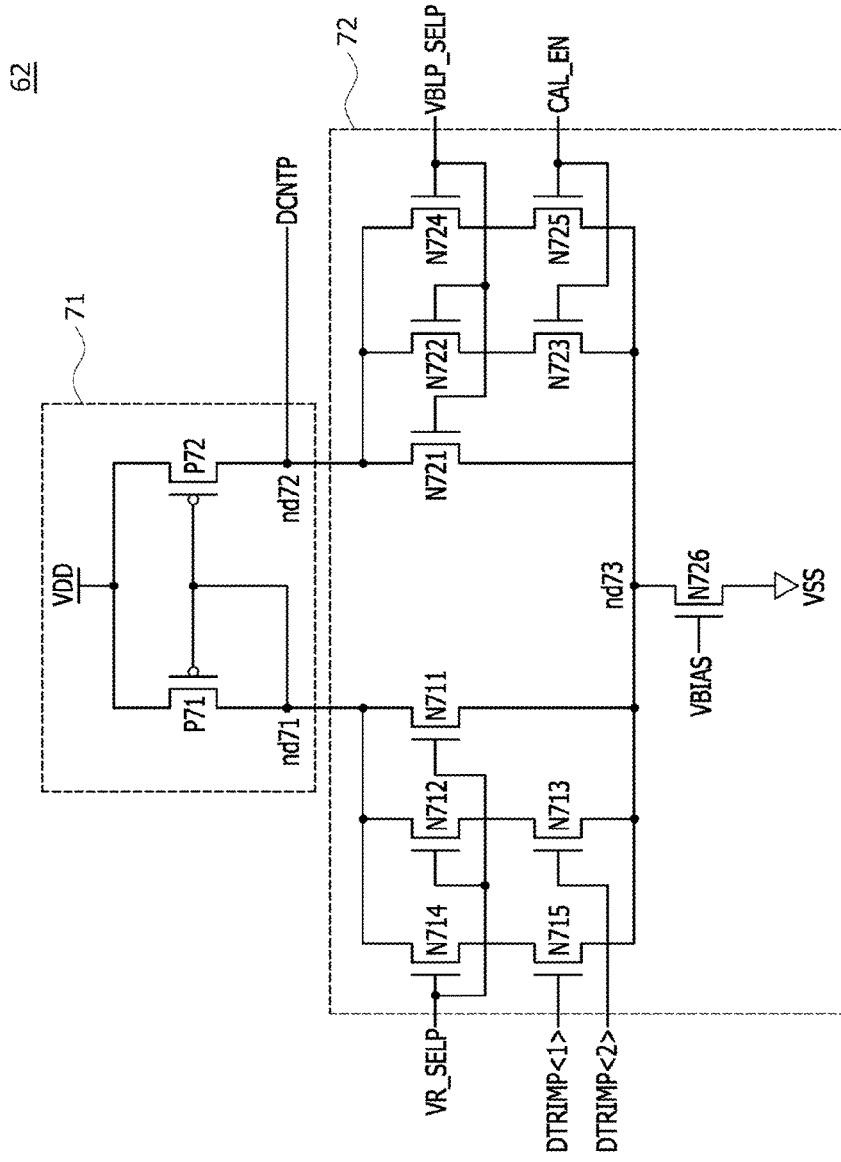 62
71
VDD
P71
P72
nd71
nd72
DCNTP
72
VR_SELP
DTRIMP<1>
DTRIMP<2>
N714
N712
N711
N715
N713
N721
N722
N724
N723
N725
VBLP_SELP
CAL_EN
nd73
VBIAS
N726
VSS